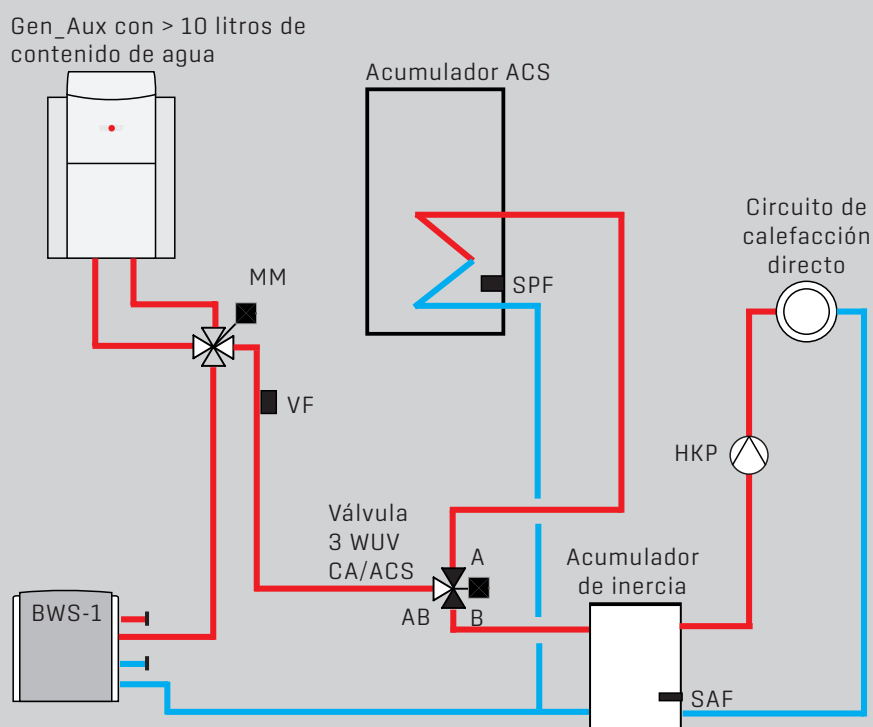 Gen_Aux con > 10 litros de
contenido de agua
Acumulador ACS
Circuito de
calefacción
directo
MM
SPF
VF
HKP
Válvula
3 WUV
CA/ACS
A
AB
B
Acumulador
de inercia
BWS-1
SAF